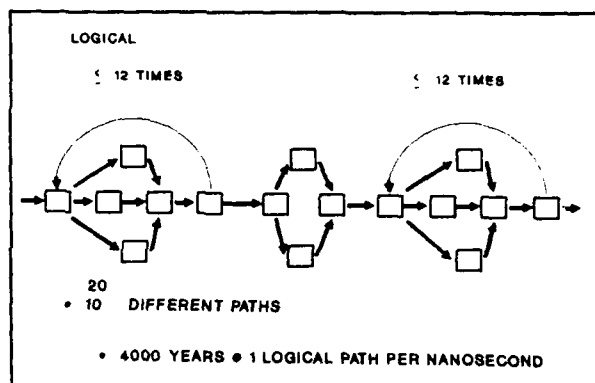 LOGICAL
≤ 12 TIMES ≤ 12 TIMES
20
• 10 DIFFERENT PATHS
• 4000 YEARS @ 1 LOGICAL PATH PER NANOSECOND